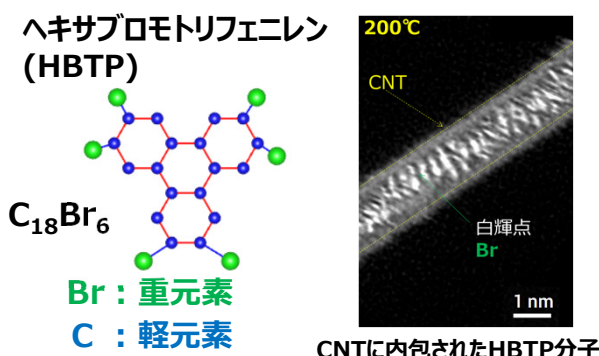 ヘキサブロモトリフェニレン
(HBTP)
C₁₈Br₆
Br：重元素
C ：軽元素
200℃
CNT
白輝点
Br
1 nm
CNTに内包されたHBTP分子